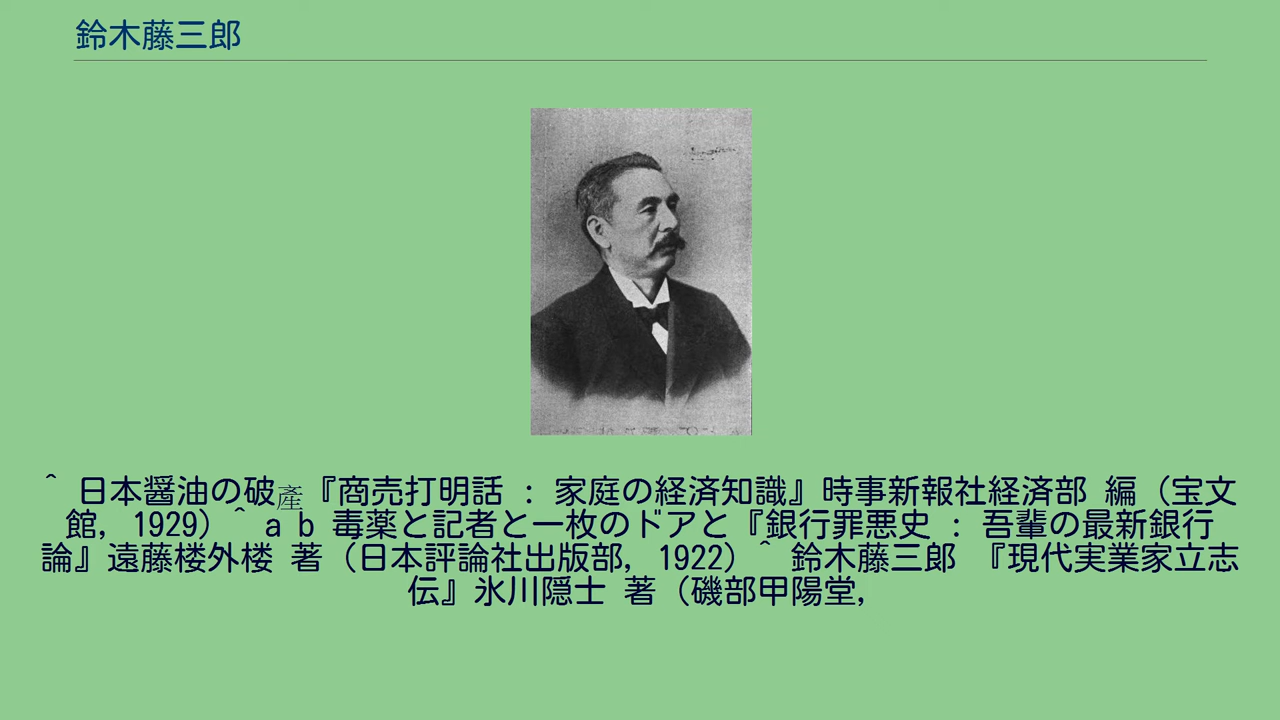 鈴木藤三郎
^ 日本醤油の破産『商売打明話 : 家庭の経済知識』時事新報社経済部 編（宝文
館, 1929）^ a b 毒薬と記者と一枚のドアと『銀行罪悪史 : 吾輩の最新銀行
論』遠藤楼外楼 著（日本評論社出版部, 1922）^ 鈴木藤三郎 『現代実業家立志
伝』氷川隠士 著（磯部甲陽堂,